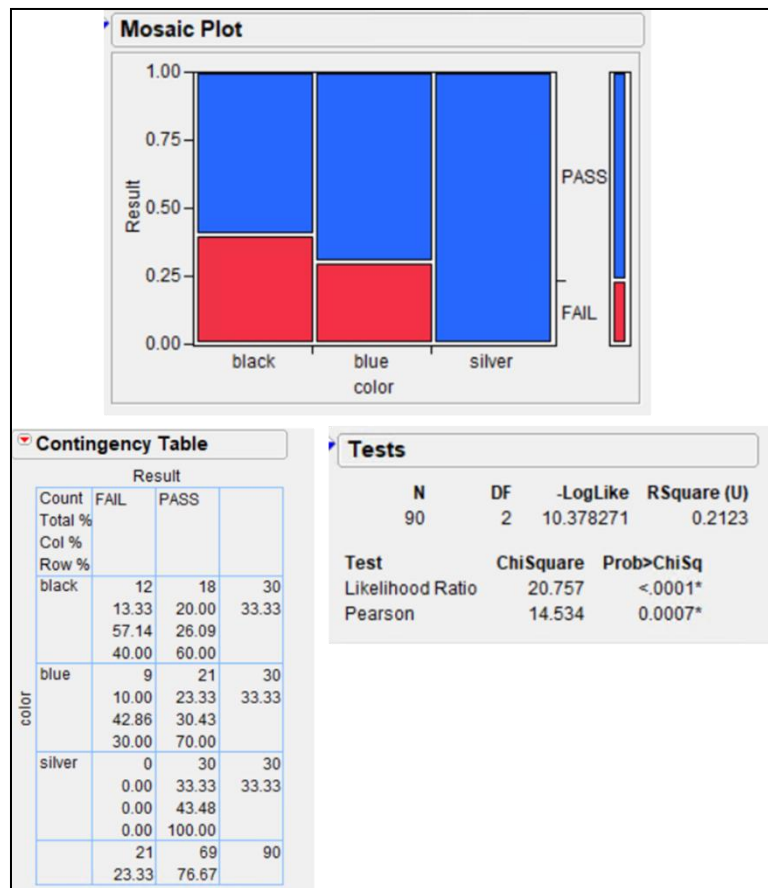 Mosaic Plot
1.00
0.75
0.50
0.25
0.00
Result
black blue silver
color
PASS
FAIL
Contingency Table
Result
Count FAIL PASS
Total %
Col %
Row %
color
black 12 18 30
13.33 20.00 33.33
57.14 26.09
40.00 60.00
blue 9 21 30
10.00 23.33 33.33
42.86 30.43
30.00 70.00
silver 0 30 30
0.00 33.33 33.33
0.00 43.48
0.00 100.00
21 69 90
23.33 76.67
Tests
N DF -LogLike RSquare (U)
90 2 10.378271 0.2123
Test ChiSquare Prob>ChiSq
Likelihood Ratio 20.757 <.0001*
Pearson 14.534 0.0007*